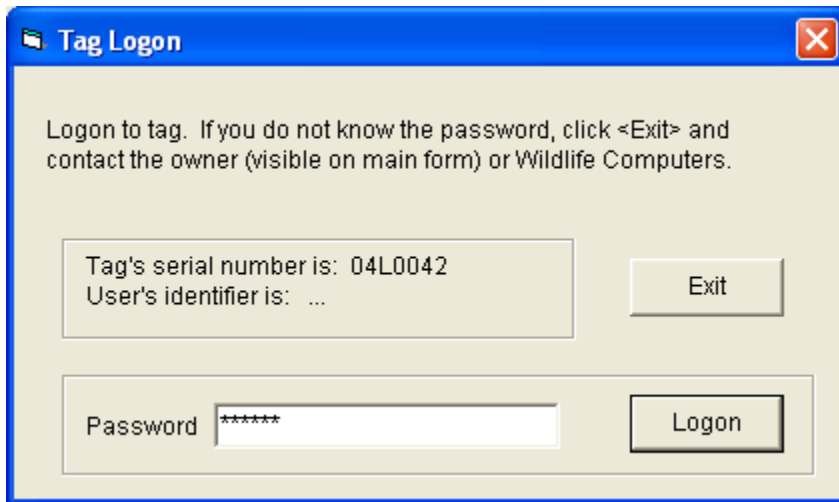 Tag Logon
Logon to tag.  If you do not know the password, click <Exit> and
contact the owner (visible on main form) or Wildlife Computers.
Tag's serial number is:  04L0042
User's identifier is:   ...
Exit
Password ******
Logon